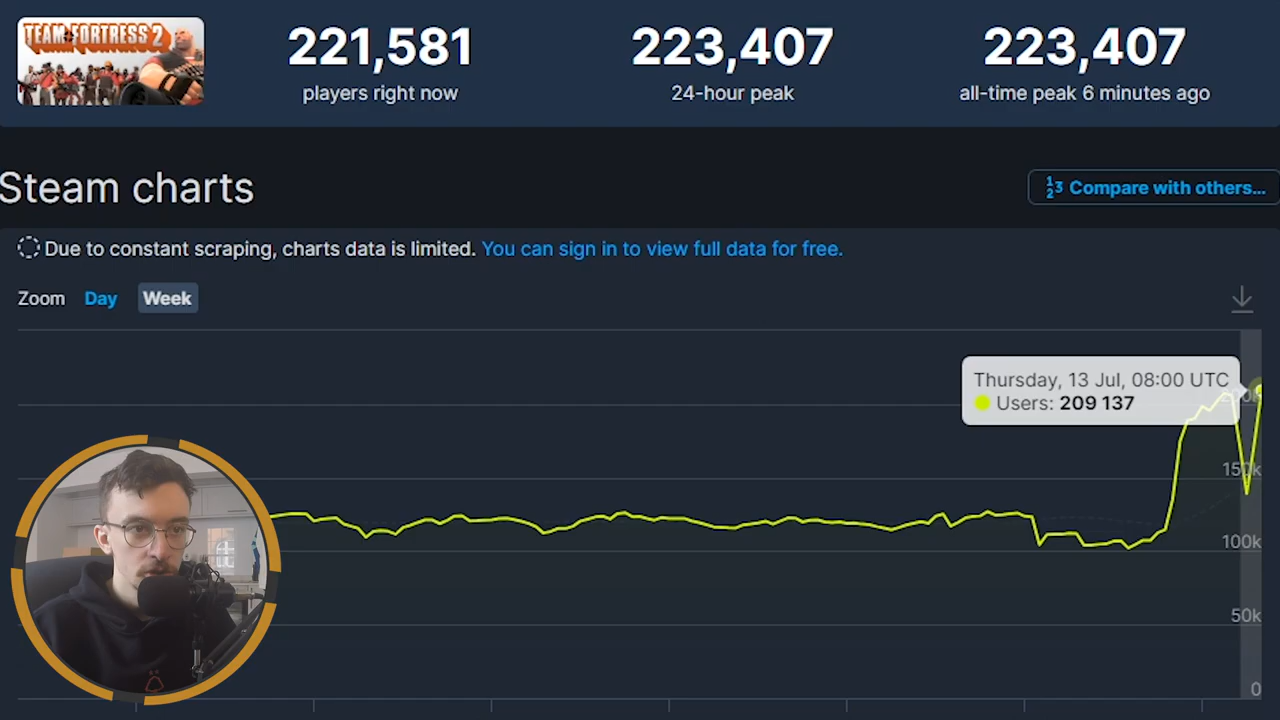 TEAM FORTRESS 2
221,581
players right now
223,407
24-hour peak
223,407
all-time peak 6 minutes ago
Steam charts
Compare with others...
Due to constant scraping, charts data is limited. You can sign in to view full data for free.
Zoom Day Week
Thursday, 13 Jul, 08:00 UTC
Users: 209 137
150k
100k
50k
0